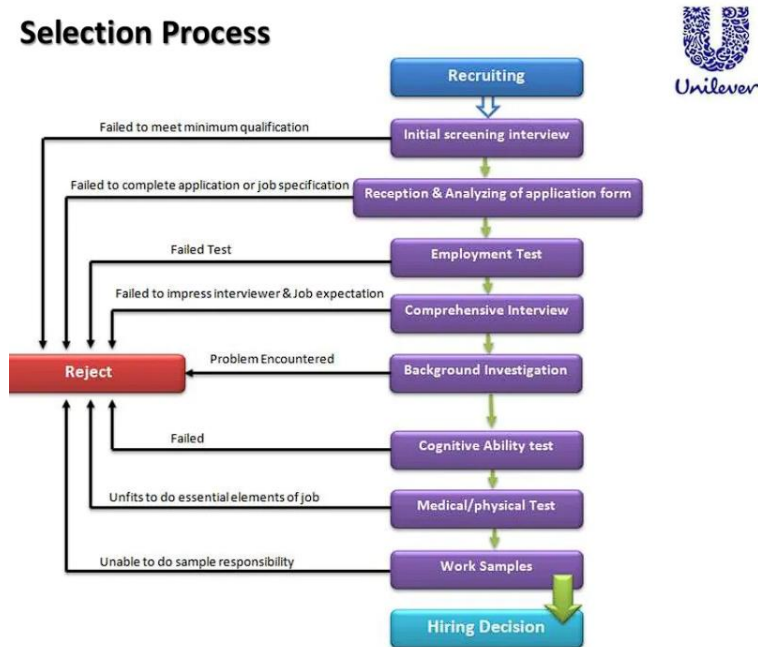 Selection Process
Unilever
Recruiting
Failed to meet minimum qualification
Initial screening interview
Failed to complete application or job specification
Reception & Analyzing of application form
Failed Test
Employment Test
Failed to impress interviewer & Job expectation
Comprehensive Interview
Problem Encountered
Reject
Background Investigation
Failed
Cognitive Ability test
Unfits to do essential elements of job
Medical/physical Test
Unable to do sample responsibility
Work Samples
Hiring Decision